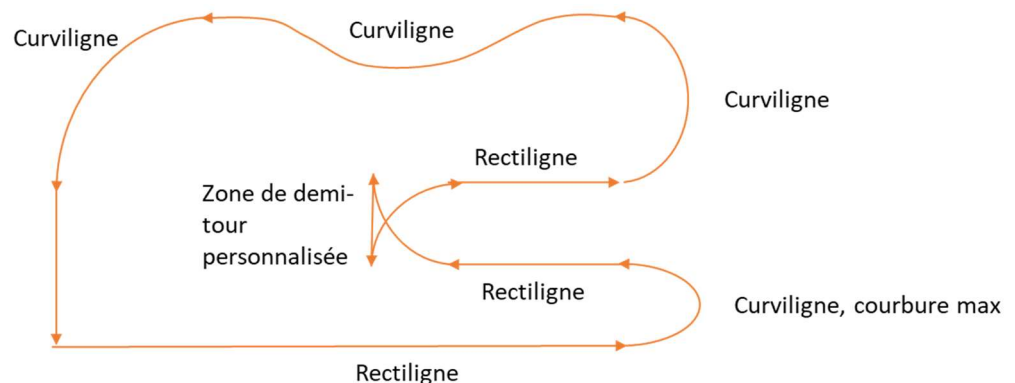 Curviligne
Curviligne
Curviligne
Rectiligne
Zone de demi-
tour
personnalisée
Rectiligne
Curviligne, courbure max
Rectiligne